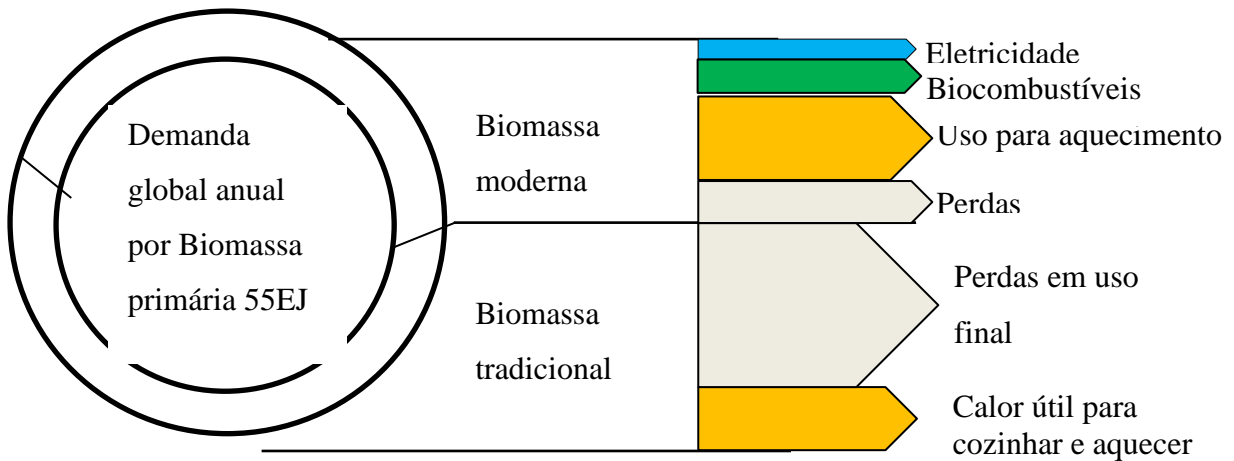 Demanda
global anual
por Biomassa
primária 55EJ
Biomassa
moderna
Biomassa
tradicional
Eletricidade
Biocombustíveis
Uso para aquecimento
Perdas
Perdas em uso
final
Calor útil para
cozinhar e aquecer